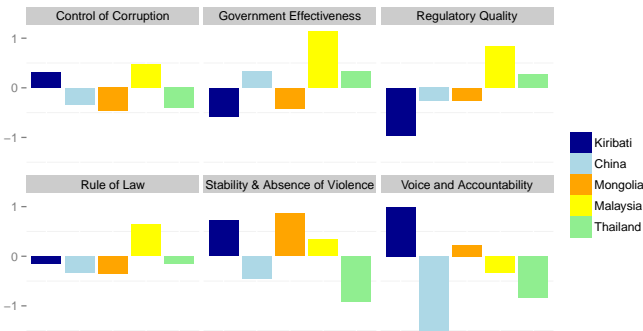 Control of Corruption
Government Effectiveness
Regulatory Quality
1
0
−1
Rule of Law
Stability & Absence of Violence
Voice and Accountability
1
0
−1
Kiribati
China
Mongolia
Malaysia
Thailand